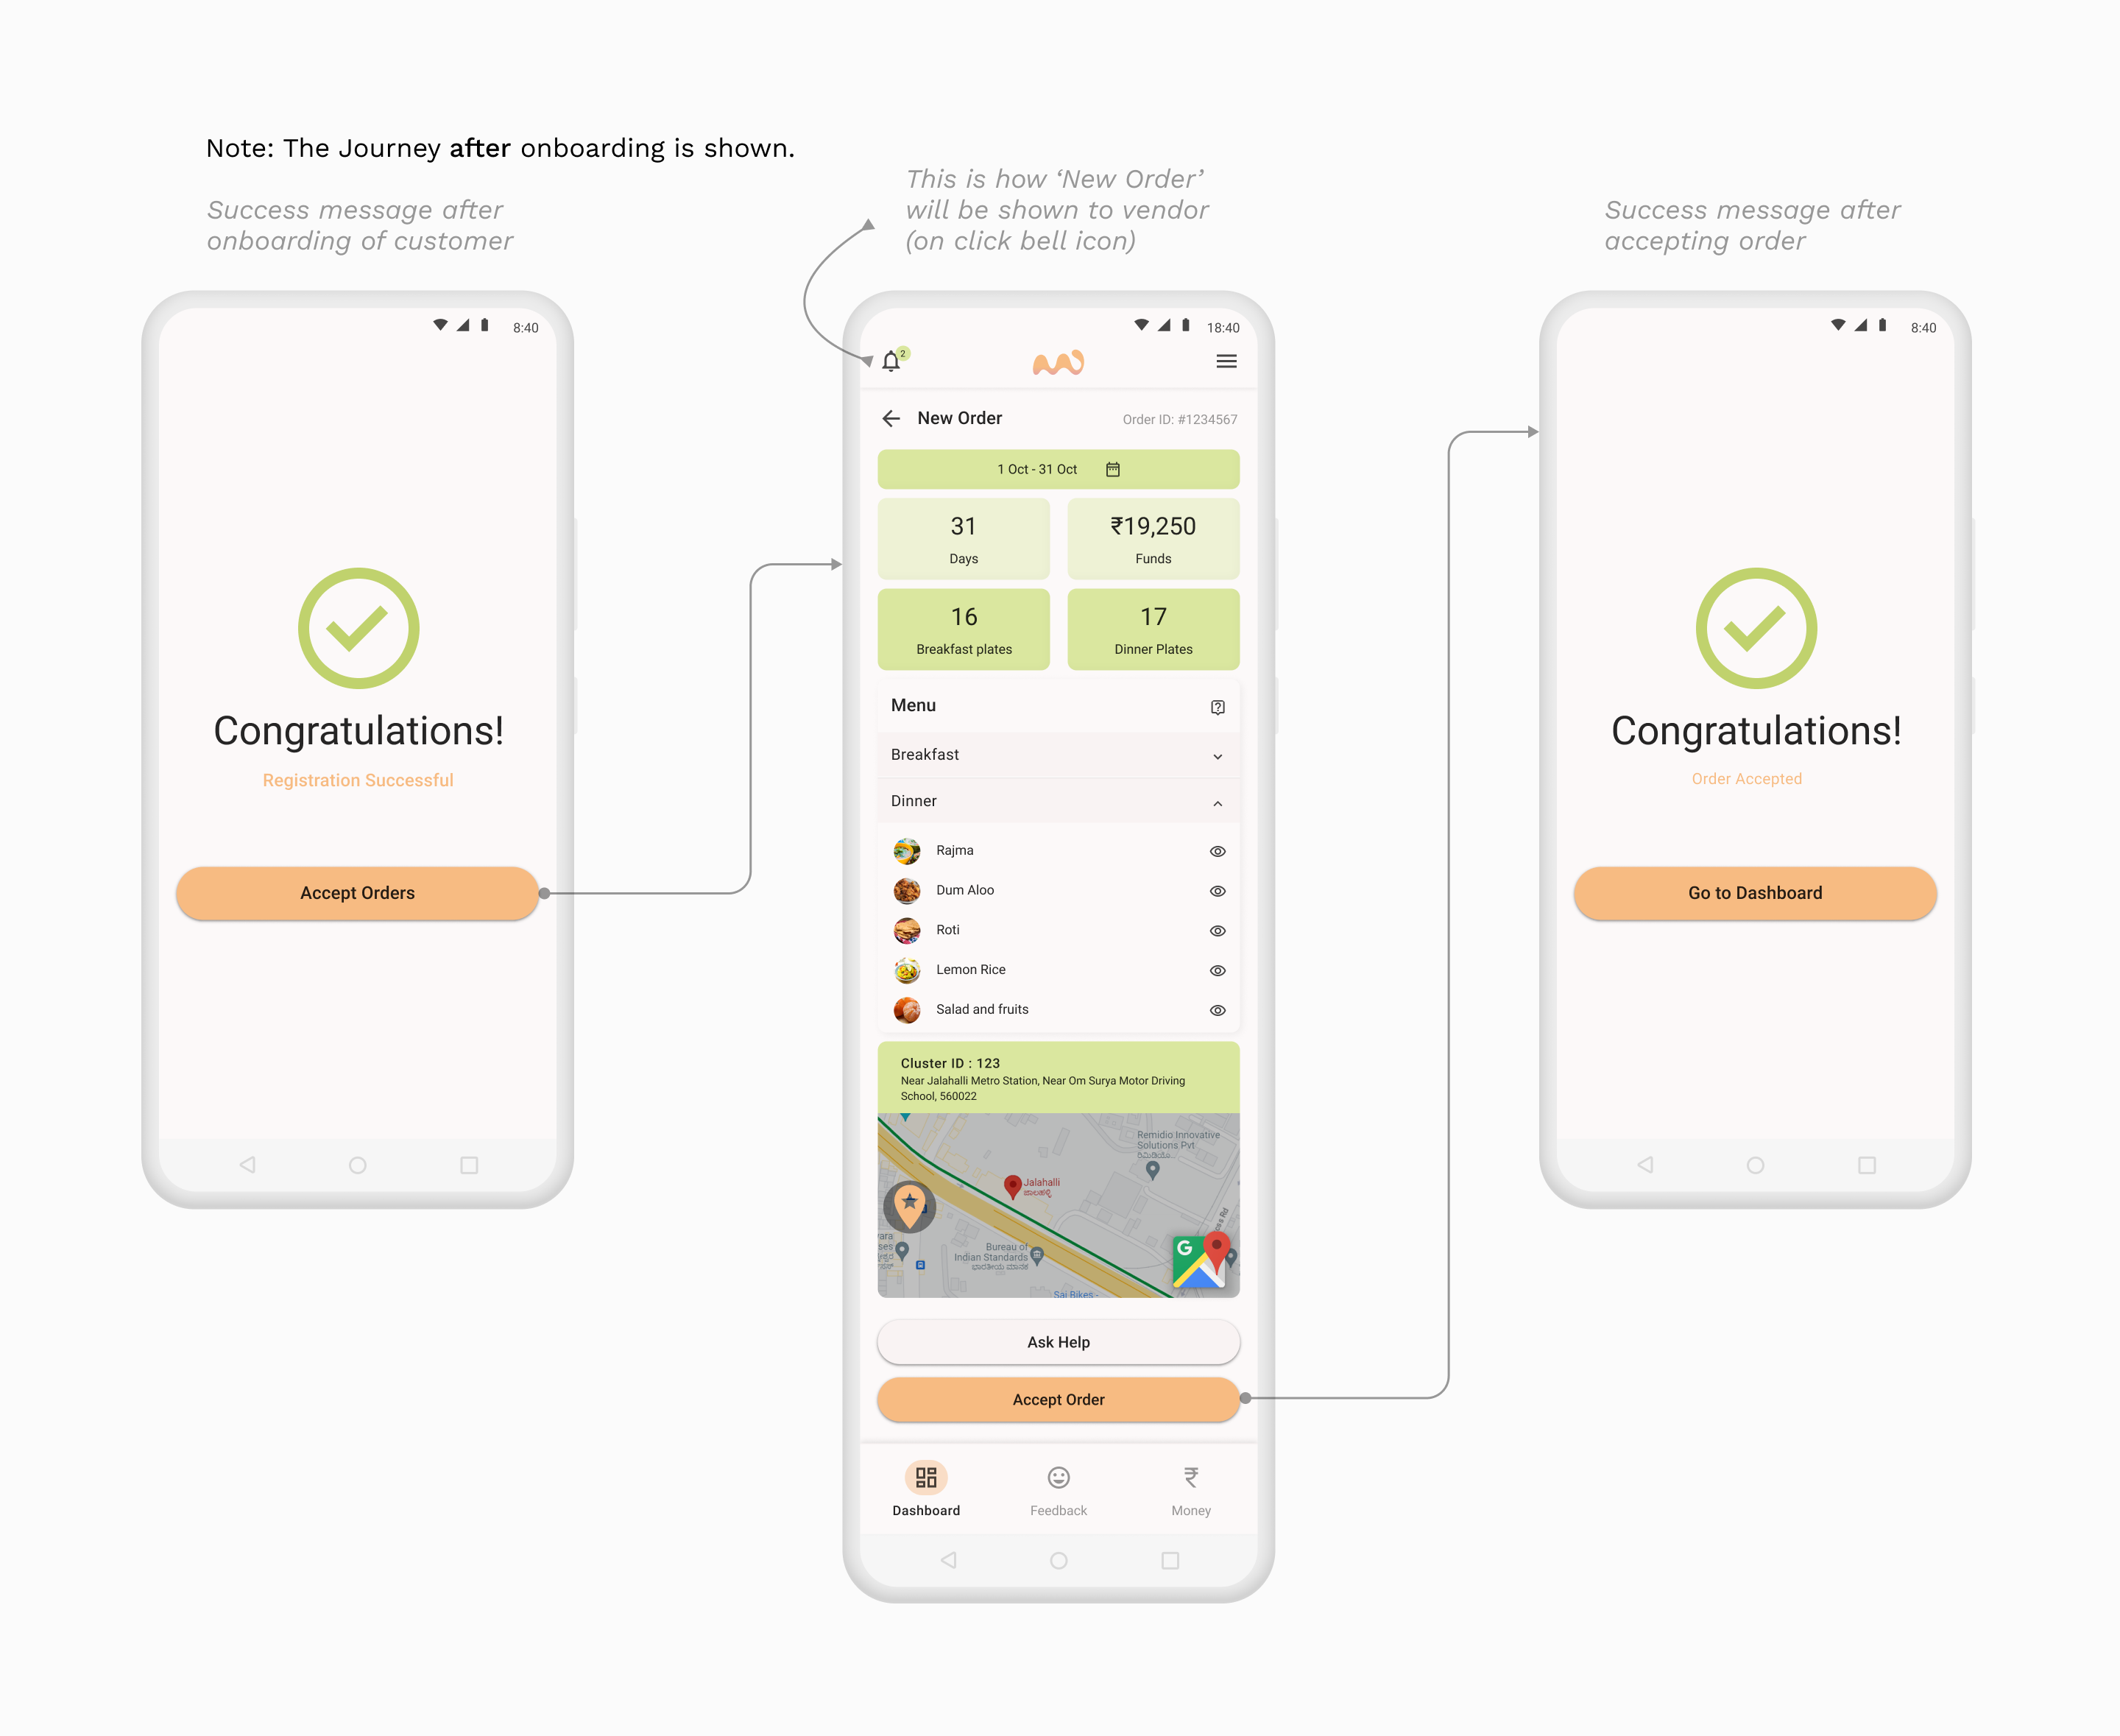 Note: The Journey after onboarding is shown.
Success message after
onboarding of customer
8:40
Congratulations!
Registration Successful
Accept Orders
This is how ‘New Order’
will be shown to vendor
(on click bell icon)
18:40
2
New Order
Order ID: #1234567
1 Oct - 31 Oct
31
Days
₹19,250
Funds
16
Breakfast plates
17
Dinner Plates
Menu
Breakfast
Dinner
Rajma
Dum Aloo
Roti
Lemon Rice
Salad and fruits
Cluster ID : 123
Near Jalahalli Metro Station, Near Om Surya Motor Driving
School, 560022
Remidio Innovative
Solutions Pvt
ರಿಮಿಡಿಯೊ...
Jalahalli
ಜಾಲಹಳ್ಳಿ
Bureau of
Indian Standards
ಭಾರತೀಯ ಮಾನಕ
Sai Bikes -
G
Ask Help
Accept Order
Dashboard
Feedback
Money
Success message after
accepting order
8:40
Congratulations!
Order Accepted
Go to Dashboard